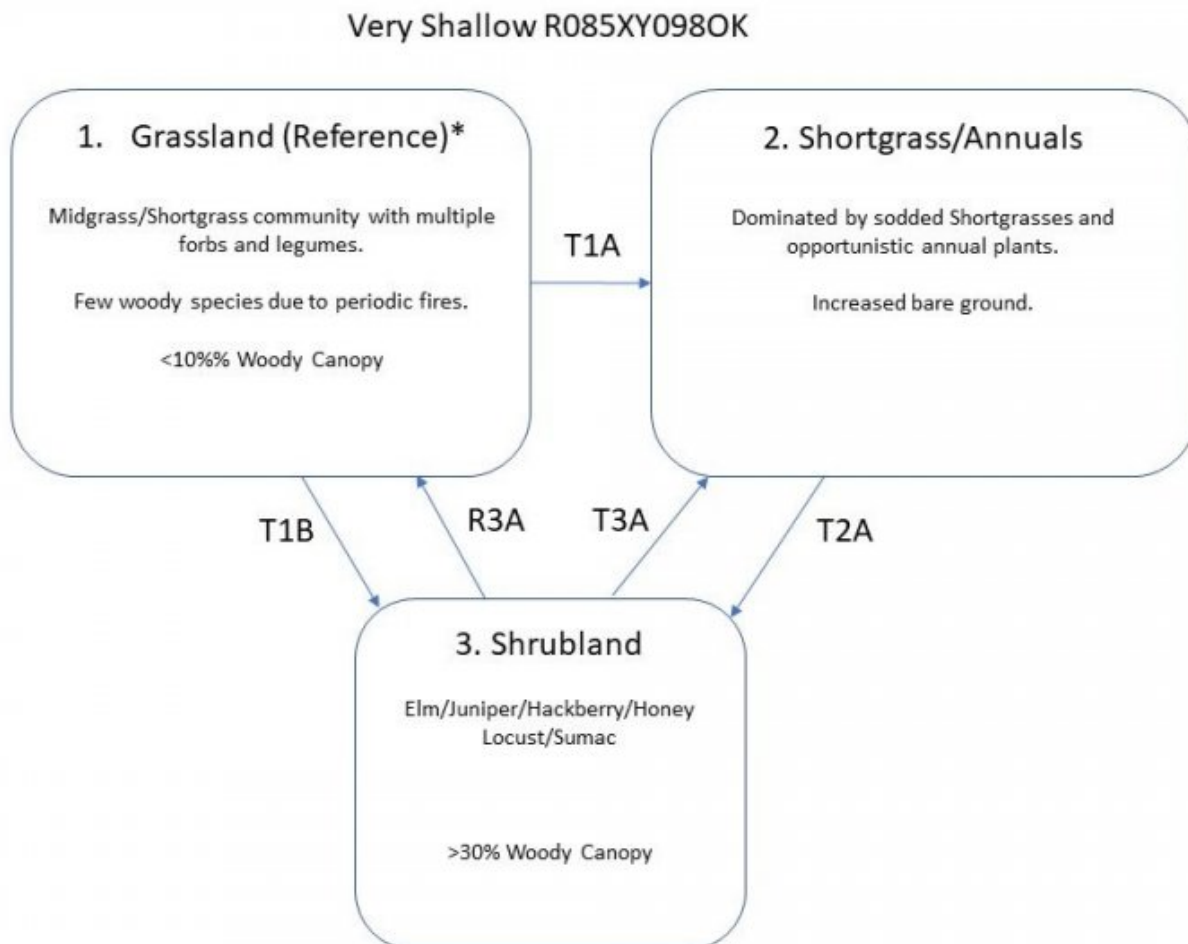 Very Shallow R085XY098OK
1. Grassland (Reference)*
Midgrass/Shortgrass community with multiple
forbs and legumes.
Few woody species due to periodic fires.
<10%% Woody Canopy
T1A
2. Shortgrass/Annuals
Dominated by sodded Shortgrasses and
opportunistic annual plants.
Increased bare ground.
T1B
R3A
T3A
T2A
3. Shrubland
Elm/Juniper/Hackberry/Honey
Locust/Sumac
>30% Woody Canopy